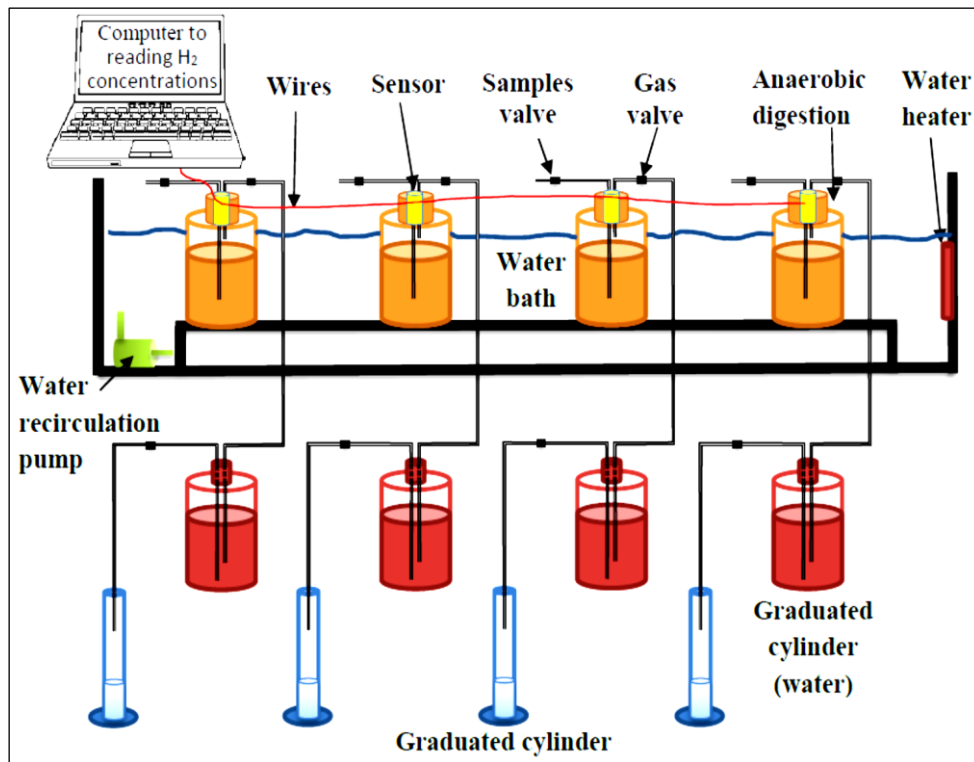 Computer to
reading H₂
concentrations
Wires
Sensor
Samples
valve
Gas
valve
Anaerobic
digestion
Water
heater
Water
bath
Water
recirculation
pump
Graduated
cylinder
(water)
Graduated cylinder